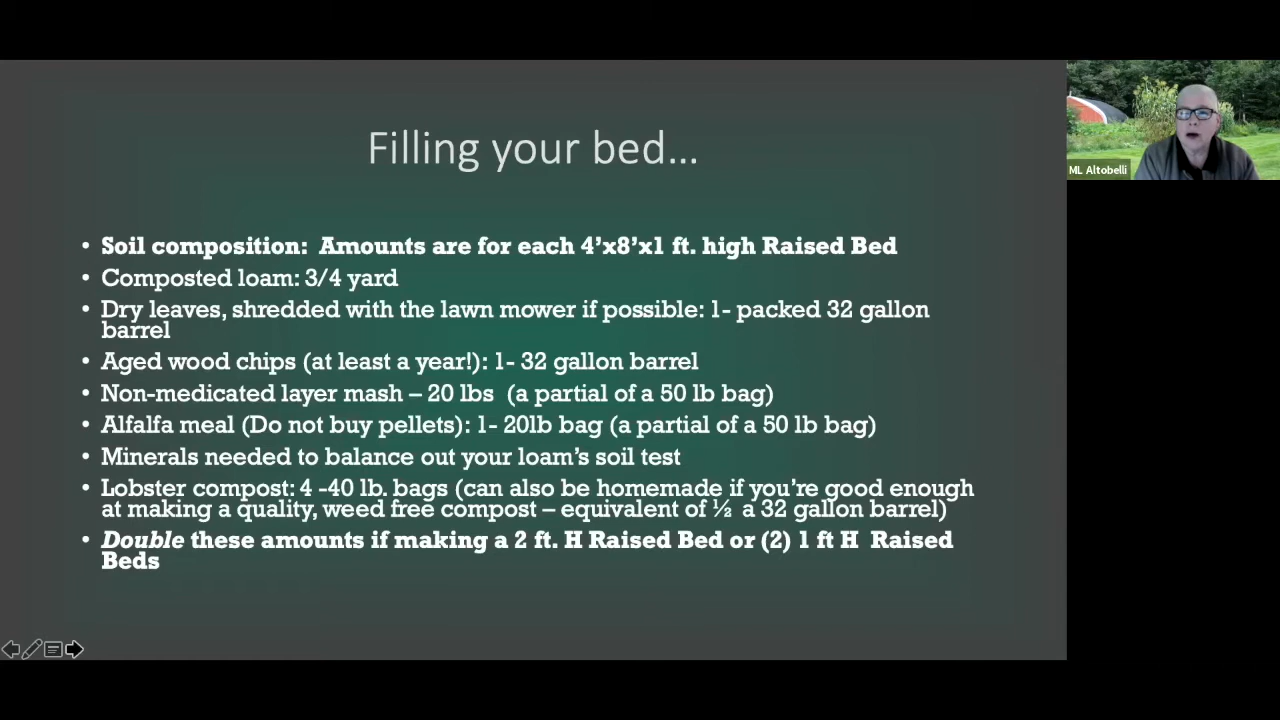 Filling your bed...
• Soil composition:  Amounts are for each 4’x8’x1 ft. high Raised Bed
• Composted loam: 3/4 yard
• Dry leaves, shredded with the lawn mower if possible: 1- packed 32 gallon
barrel
• Aged wood chips (at least a year!): 1- 32 gallon barrel
• Non-medicated layer mash – 20 lbs  (a partial of a 50 lb bag)
• Alfalfa meal (Do not buy pellets): 1- 20lb bag (a partial of a 50 lb bag)
• Minerals needed to balance out your loam’s soil test
• Lobster compost: 4 -40 lb. bags (can also be homemade if you’re good enough
at making a quality, weed free compost – equivalent of ½  a 32 gallon barrel)
• Double these amounts if making a 2 ft. H Raised Bed or (2) 1 ft H  Raised
Beds
ML Altobelli